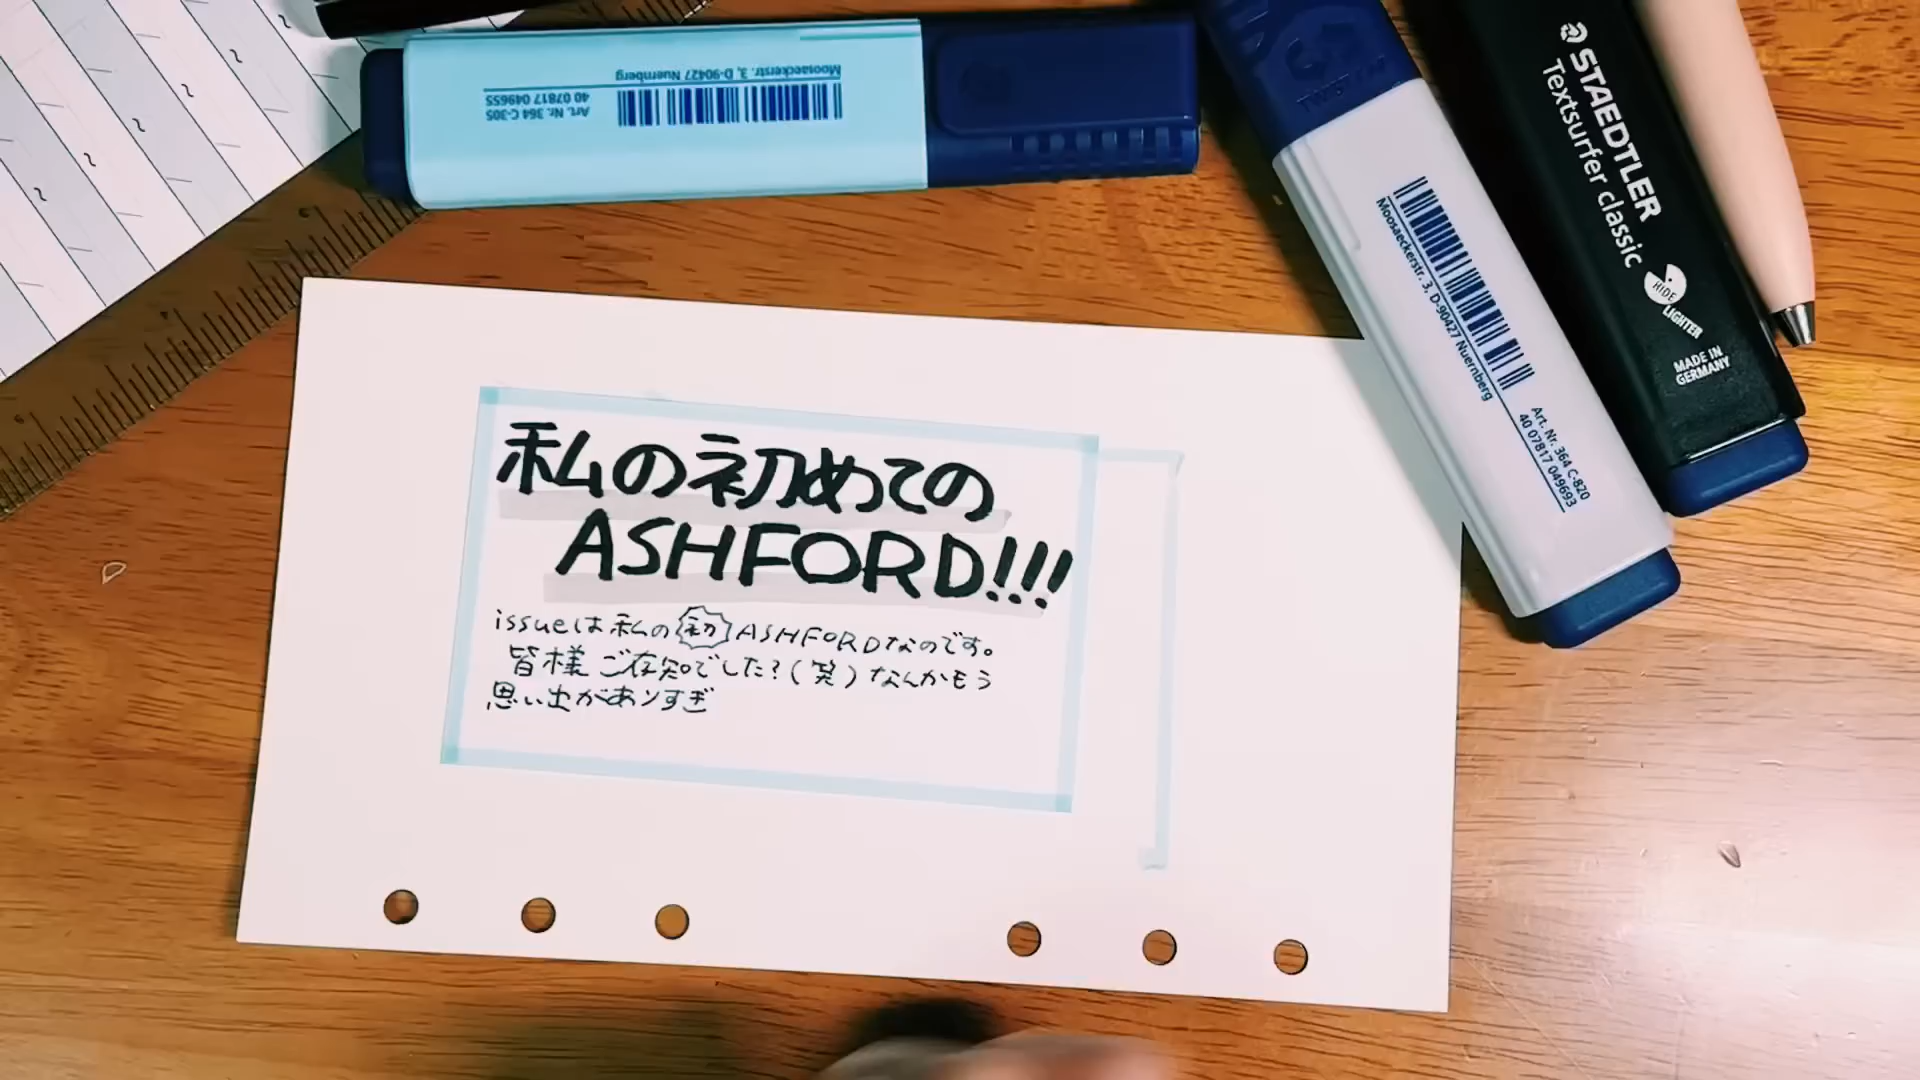 Moosaeckerstr. 3, D-90427 Nuernberg
Art. Nr. 364 C-305
40 07817 049655
Moosaeckerstr. 3, D-90427 Nuernberg
Art. Nr. 364 C-820
40 07817 049693
STAEDTLER
Textsurfer classic
HIDE
LIGHTER
MADE IN
GERMANY
私の初めての
ASHFORD!!!
issueは私の初ASHFORDなのです。
皆様ご存知でした?(笑)なんかもう
思い出がありすぎ